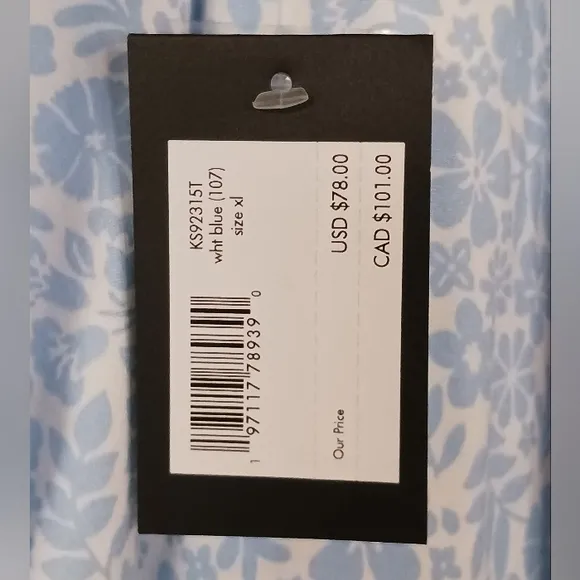 KS92315T
wht blue (107)
size xl
1 97117 78939 0
Our Price
USD $78.00
CAD $101.00